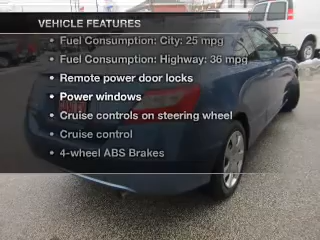 VEHICLE FEATURES
• Fuel Consumption: City: 25 mpg
• Fuel Consumption: Highway: 36 mpg
• Remote power door locks
• Power windows
• Cruise controls on steering wheel
• Cruise control
• 4-wheel ABS Brakes